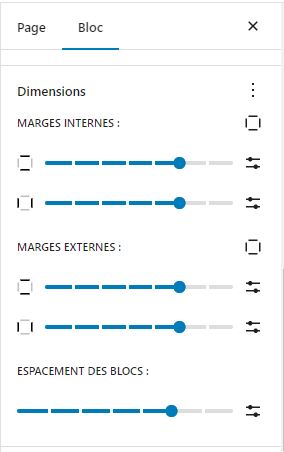 Page Bloc
Dimensions
MARGES INTERNES :
MARGES EXTERNES :
ESPACEMENT DES BLOCS :